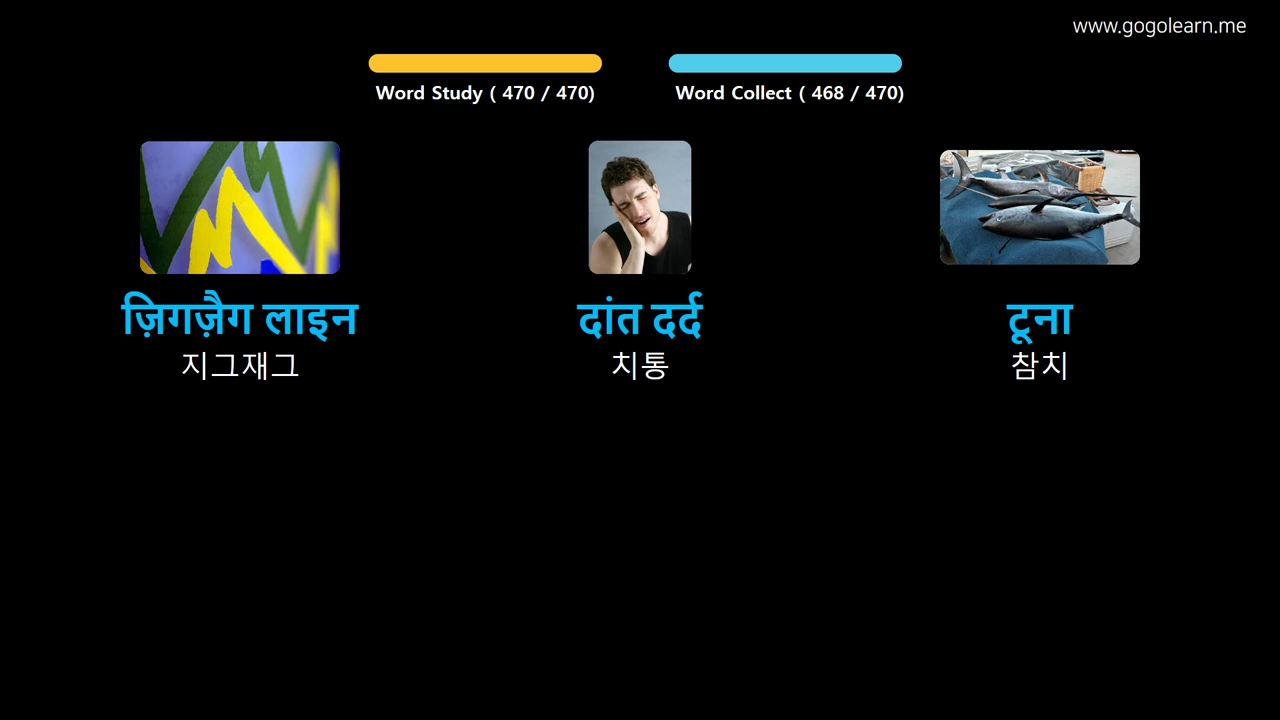 www.gogolearn.me
Word Study ( 470 / 470)
Word Collect ( 468 / 470)
ज़िगज़ैग लाइन
지그재그
दांत दर्द
치통
टूना
참치